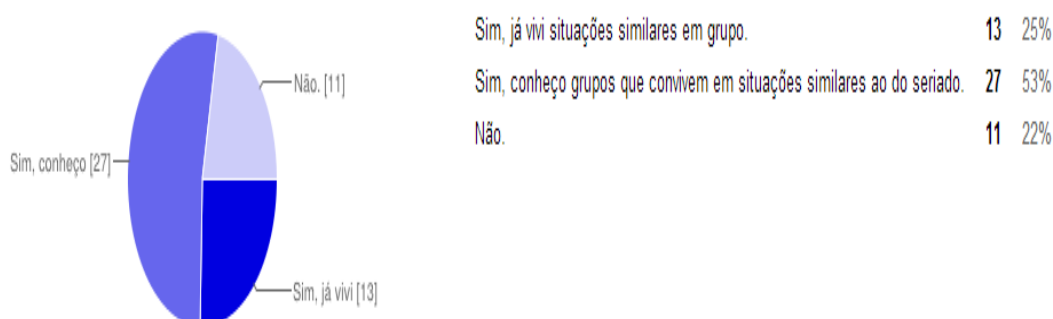 Não. [11]
Sim, conheço [27]
Sim, já vivi [13]
Sim, já vivi situações similares em grupo. 13 25%
Sim, conheço grupos que convivem em situações similares ao do seriado. 27 53%
Não. 11 22%